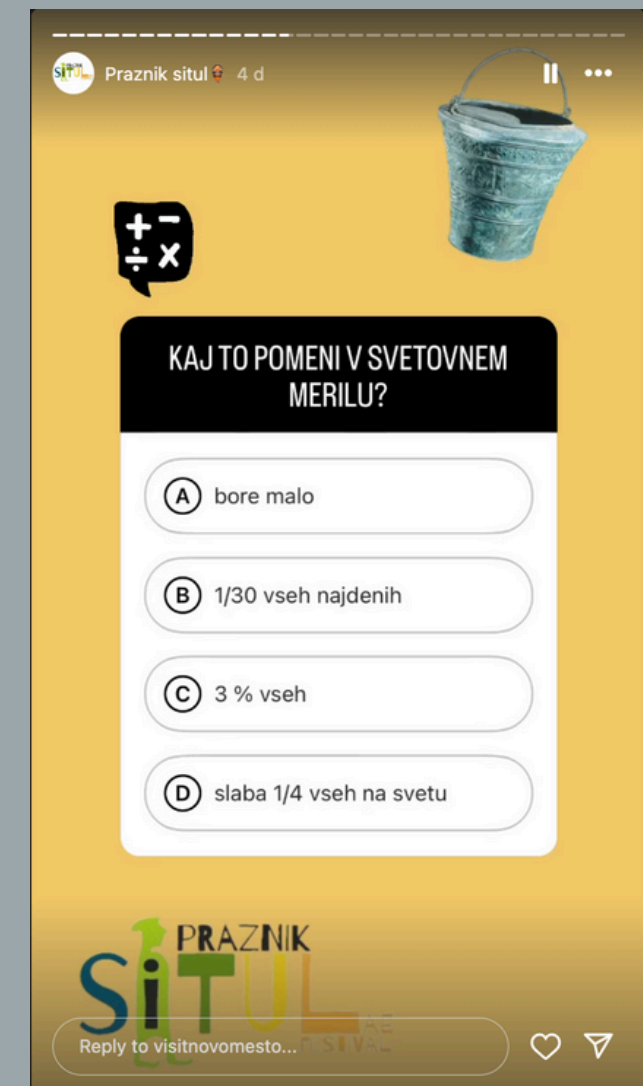 Praznik situl 4 d
KAJ TO POMENI V SVETOVNEM
MERILU?
A bore malo
B 1/30 vseh najdenih
C 3 % vseh
D slaba 1/4 vseh na svetu
PRAZNIK
SITUL
FESTIVAL
Reply to visitnovomesto...